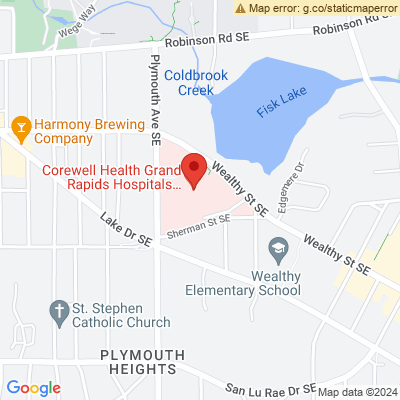 Map error: g.co/staticmaperror
Wege Way
Robinson Rd SE
Robinson Rd SE
Plymouth Ave SE
Coldbrook
Creek
Fisk Lake
Harmony Brewing
Company
Corewell Health Grand
Rapids Hospitals...
Wealthy St SE
Edgemere Dr
Lake Dr SE
Sherman St SE
Wealthy St SE
Wealthy
Elementary School
St. Stephen
Catholic Church
PLYMOUTH
HEIGHTS
San Lu Rae Dr SE
Google
Map data ©2024